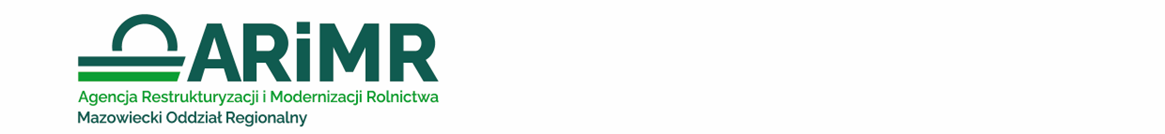 ARiMR
Agencja Restrukturyzacji i Modernizacji Rolnictwa
Mazowiecki Oddział Regionalny